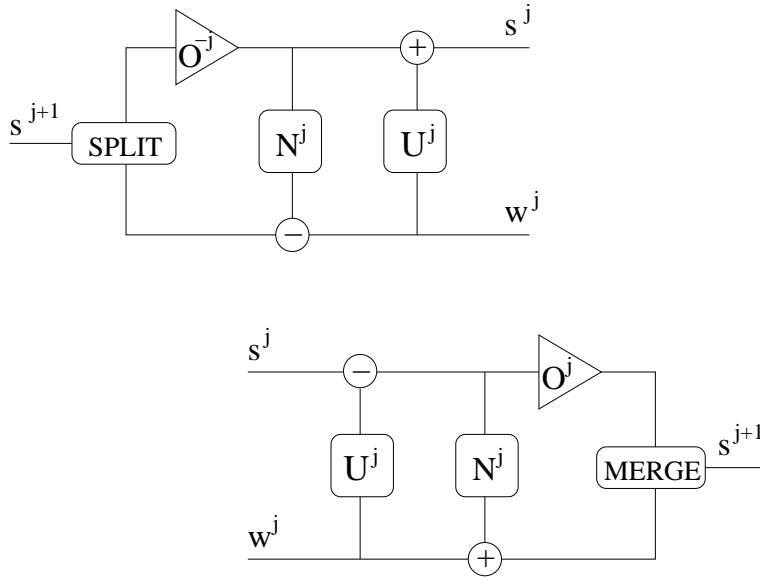 s^j
O^-j
s^j+1
SPLIT
N^j
U^j
+
−
w^j
s^j
−
O^j
U^j
N^j
s^j+1
MERGE
w^j
+